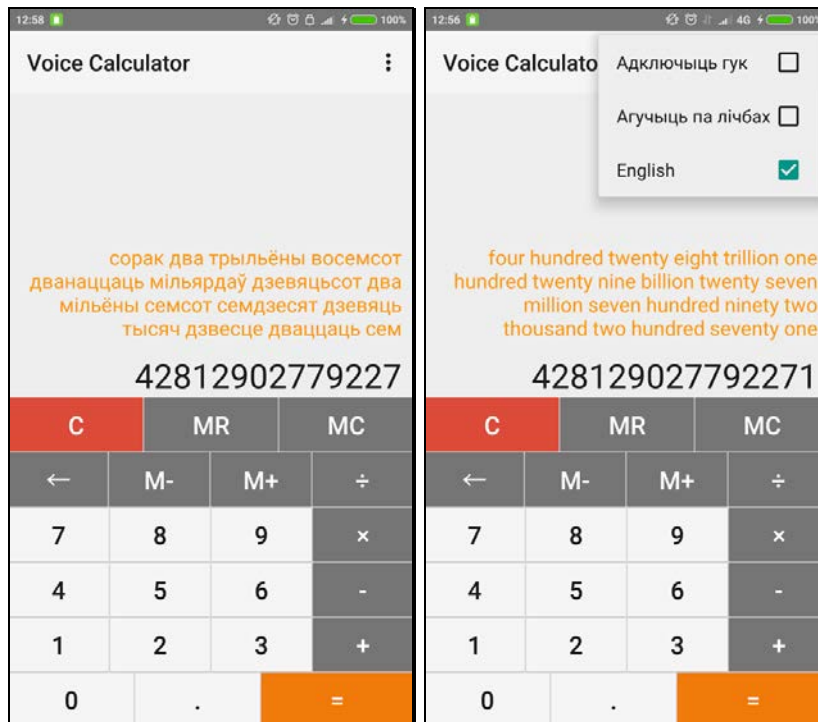 12:58
100%
Voice Calculator
сорак два трыльёны восемсот
дванаццаць мільярдаў дзевяцьсот два
мільёны семсот семдзесят дзевяць
тысяч дзвесце дваццаць сем
42812902779227
C MR MC
← M- M+ ÷
7 8 9 ×
4 5 6 -
1 2 3 +
0 . =
12:56
4G 100%
Voice Calculato
Адключыць гук
Агучыць па лічбах
English
four hundred twenty eight trillion one
hundred twenty nine billion twenty seven
million seven hundred ninety two
thousand two hundred seventy one
428129027792271
C MR MC
← M- M+ ÷
7 8 9 ×
4 5 6 -
1 2 3 +
0 . =